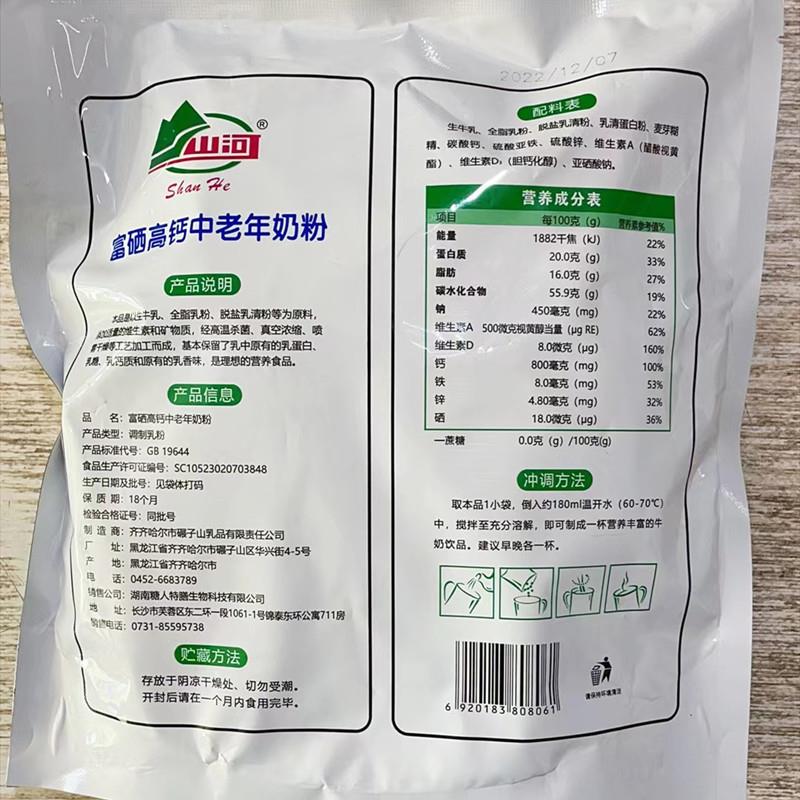 山河®
Shan He
富硒高钙中老年奶粉
产品说明
本品是以生牛乳、全脂乳粉、脱盐乳清粉等为原料，
量的维生素和矿物质，经高温杀菌、真空浓缩、喷
雾干燥等工艺加工而成，基本保留了乳中原有的乳蛋白、
乳糖、乳钙质和原有的乳香味，是理想的营养食品。
产品信息
品 名：富硒高钙中老年奶粉
产品类型：调制乳粉
产品标准代号：GB 19644
食品生产许可证编号：SC10523020703848
生产日期及批号：见袋体打码
保 质 期：18个月
检验合格证号：同批号
制 造 商：齐齐哈尔市碾子山乳品有限责任公司
厂 址：黑龙江省齐齐哈尔市碾子山区华兴街4-5号
产 地：黑龙江省齐齐哈尔市
电 话：0452-6683789
销售公司：湖南糖人特膳生物科技有限公司
地 址：长沙市芙蓉区东二环一段1061-1号锦泰东环公寓711房
销售电话：0731-85595738
贮藏方法
存放于阴凉干燥处、切勿受潮。
开封后请在一个月内食用完毕。
2022/12/07
配料表
生牛乳、全脂乳粉、脱盐乳清粉、乳清蛋白粉、麦芽糊
精、碳酸钙、硫酸亚铁、硫酸锌、维生素A（醋酸视黄
酯）、维生素D₃（胆钙化醇）、亚硒酸钠。
营养成分表
项目 每100克（g） 营养素参考值%
能量 1882千焦（kJ） 22%
蛋白质 20.0克（g） 33%
脂肪 16.0克（g） 27%
碳水化合物 55.9克（g） 19%
钠 450毫克（mg） 22%
维生素A 500微克视黄醇当量（μg RE） 62%
维生素D 8.0微克（μg） 160%
钙 800毫克（mg） 100%
铁 8.0毫克（mg） 53%
锌 4.80毫克（mg） 32%
硒 18.0微克（μg） 36%
—蔗糖 0.0克（g）/100克(g)
冲调方法
取本品1小袋，倒入约180ml温开水（60-70℃）
中，搅拌至充分溶解，即可制成一杯营养丰富的牛
奶饮品。建议早晚各一杯。
6 920183 808061
请保持环境清洁